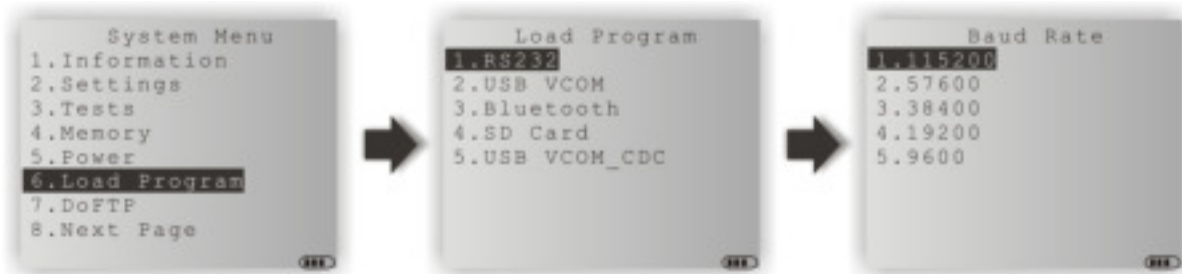 System Menu
1.Information
2.Settings
3.Tests
4.Memory
5.Power
6.Load Program
7.DoFTP
8.Next Page
Load Program
1.RS232
2.USB VCOM
3.Bluetooth
4.SD Card
5.USB VCOM_CDC
Baud Rate
1.115200
2.57600
3.38400
4.19200
5.9600